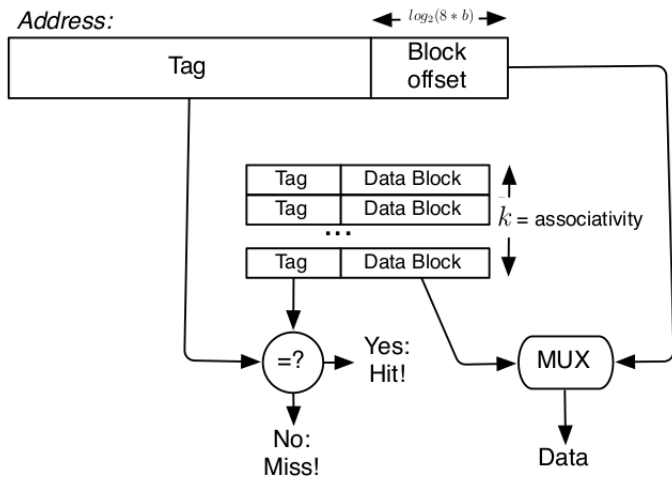 Address:
log₂(8 * b)
Tag
Block
offset
Tag
Data Block
Tag
Data Block
...
k = associativity
Tag
Data Block
=?
Yes:
Hit!
MUX
No:
Miss!
Data